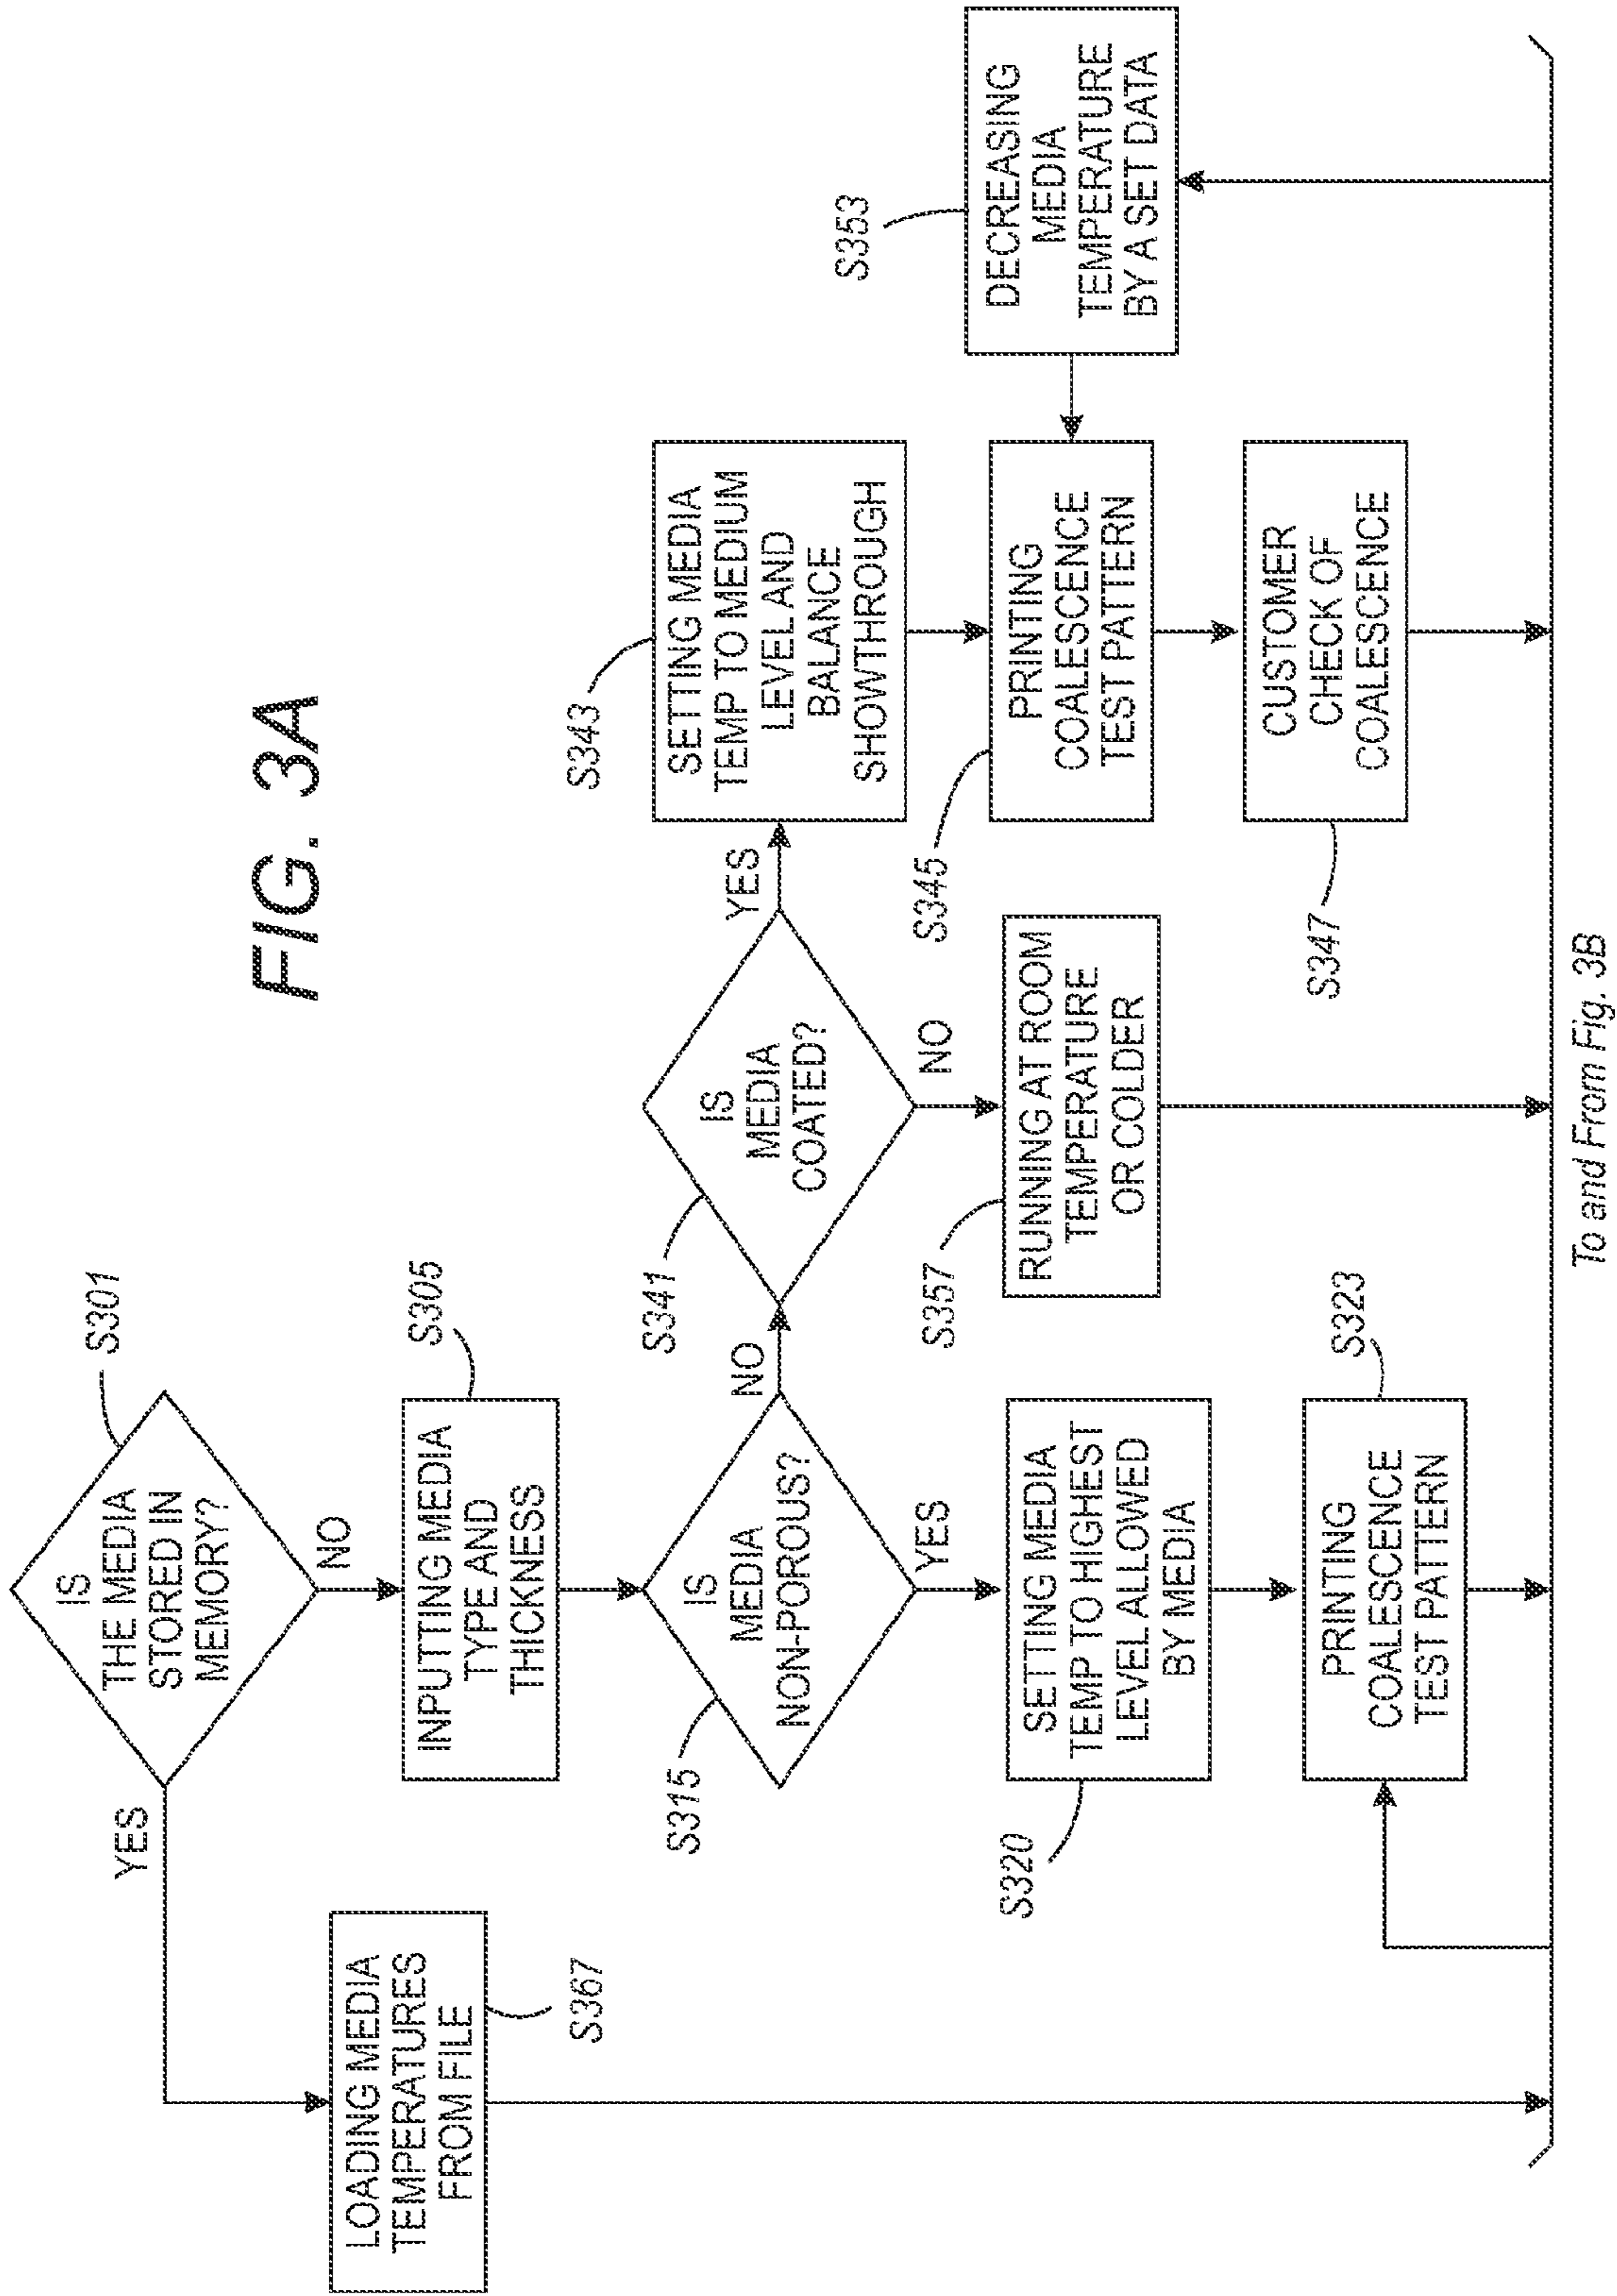 FIG. 3A
S301
IS
THE MEDIA
STORED IN
MEMORY?
YES
NO
LOADING MEDIA
TEMPERATURES
FROM FILE
S367
S305
INPUTTING MEDIA
TYPE AND
THICKNESS
S315
IS
MEDIA
NON-POROUS?
NO
YES
S341
IS
MEDIA
COATED?
YES
NO
S343
SETTING MEDIA
TEMP TO MEDIUM
LEVEL AND
BALANCE
SHOWTHROUGH
S353
DECREASING
MEDIA
TEMPERATURE
BY A SET DATA
S320
SETTING MEDIA
TEMP TO HIGHEST
LEVEL ALLOWED
BY MEDIA
S357
RUNNING AT ROOM
TEMPERATURE
OR COLDER
S345
PRINTING
COALESCENCE
TEST PATTERN
S323
PRINTING
COALESCENCE
TEST PATTERN
S347
CUSTOMER
CHECK OF
COALESCENCE
To and From Fig. 3B